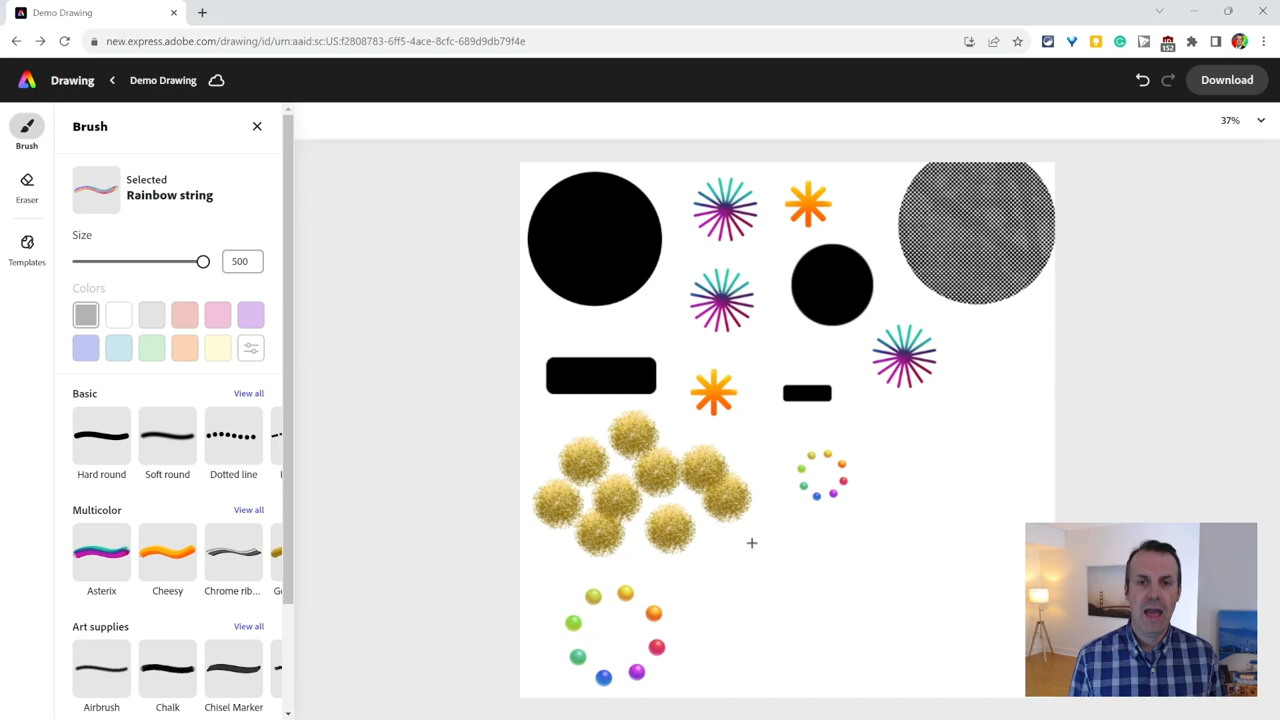 Demo Drawing
new.express.adobe.com/drawing/id/urn:aaid:sc:US:f2808783-6ff5-4ace-8cfc-689d9db79f4e
152
Drawing
Demo Drawing
Download
Brush
37%
Brush
Selected
Rainbow string
Eraser
Size
500
Templates
Colors
Basic
View all
Hard round
Soft round
Dotted line
Multicolor
View all
Asterix
Cheesy
Chrome rib...
Art supplies
View all
Airbrush
Chalk
Chisel Marker